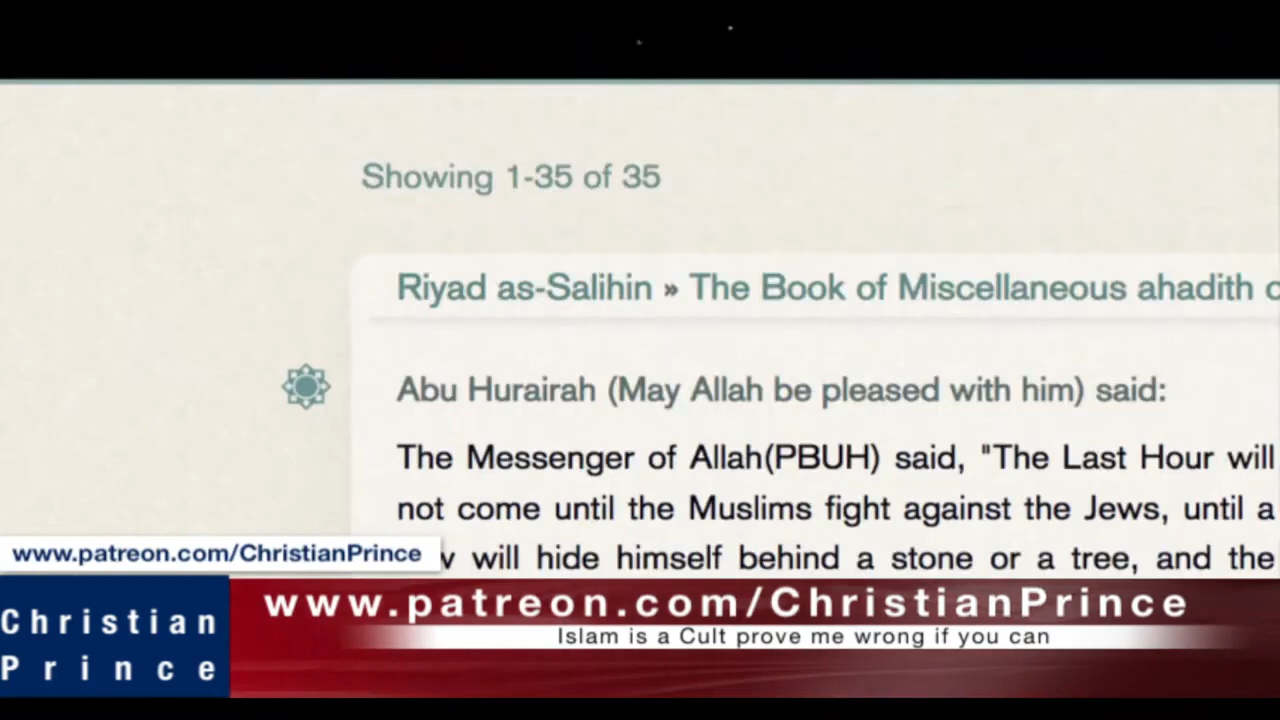 Showing 1-35 of 35
Riyad as-Salihin » The Book of Miscellaneous ahadith
Abu Hurairah (May Allah be pleased with him) said:
The Messenger of Allah(PBUH) said, "The Last Hour will
not come until the Muslims fight against the Jews, until a
will hide himself behind a stone or a tree, and the
www.patreon.com/ChristianPrince
www.patreon.com/ChristianPrince
Islam is a Cult prove me wrong if you can
Christian
Prince